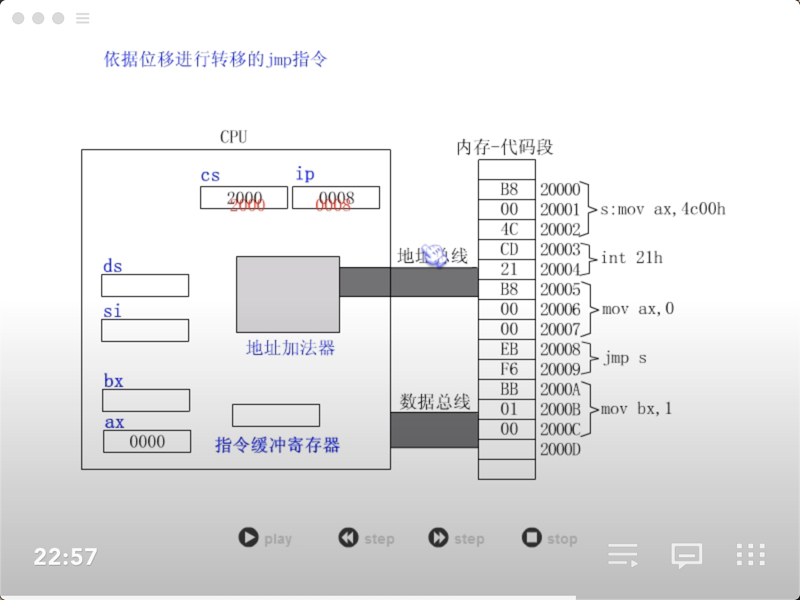 依据位移进行转移的jmp指令
CPU
内存-代码段
cs
ip
2000
0008
2000
0008
B8 20000
00 20001
4C 20002
s:mov ax,4c00h
CD 20003
21 20004
int 21h
B8 20005
00 20006
00 20007
mov ax,0
EB 20008
F6 20009
jmp s
BB 2000A
01 2000B
00 2000C
mov bx,1
2000D
ds
si
bx
ax
0000
地址加法器
指令缓冲寄存器
地址总线
数据总线
play
step
step
stop
22:57